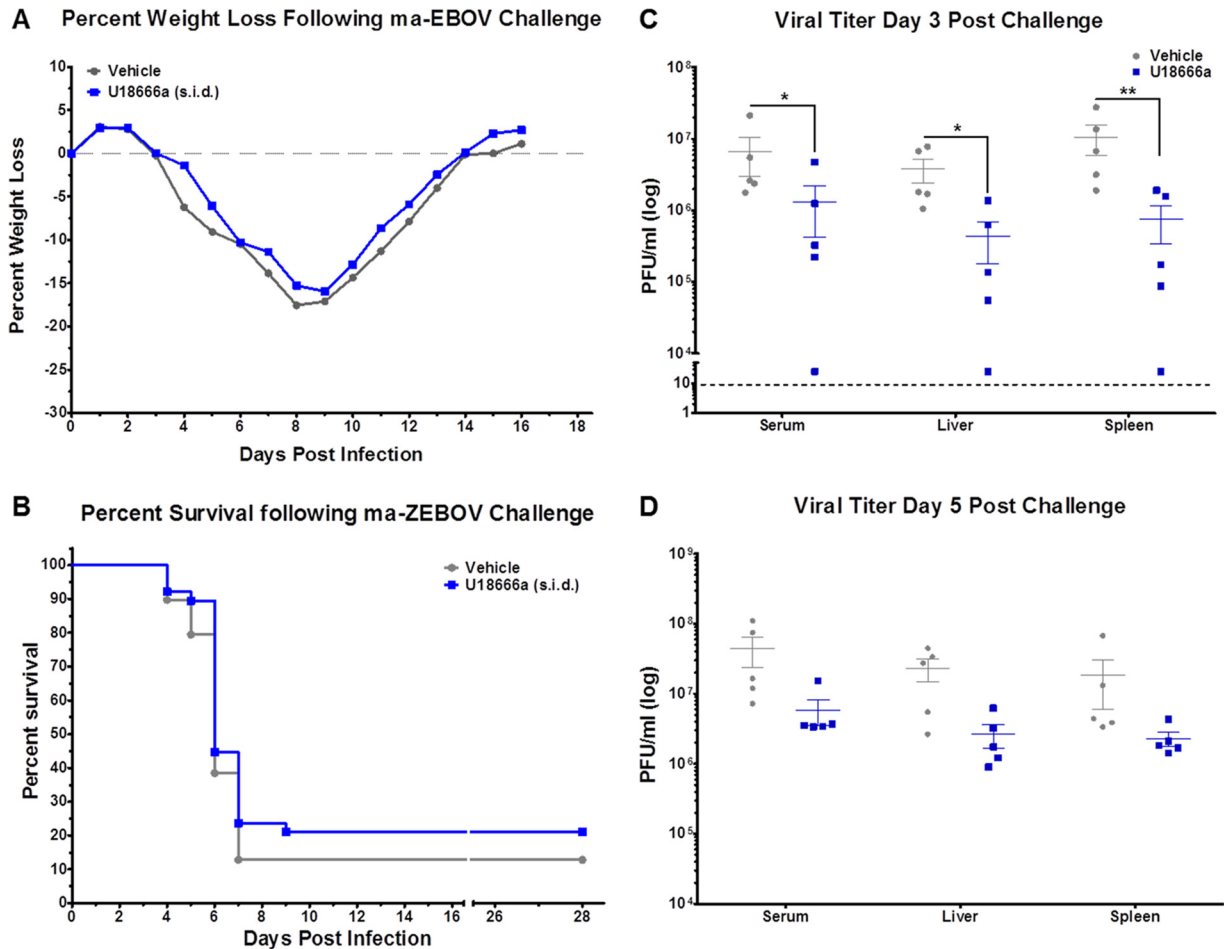 A
Percent Weight Loss Following ma-EBOV Challenge
Vehicle
U18666a (s.i.d.)
Percent Weight Loss
10
5
0
-5
-10
-15
-20
-25
-30
0 2 4 6 8 10 12 14 16 18
Days Post Infection
B
Percent Survival following ma-ZEBOV Challenge
Vehicle
U18666a (s.i.d.)
Percent survival
100
90
80
70
60
50
40
30
20
10
0
0 2 4 6 8 10 12 14 16 26 28
Days Post Infection
C
Viral Titer Day 3 Post Challenge
Vehicle
U18666a
PFU/ml (log)
10⁸
10⁷
10⁶
10⁵
10⁴
10
1
*
*
**
Serum Liver Spleen
D
Viral Titer Day 5 Post Challenge
PFU/ml (log)
10⁹
10⁸
10⁷
10⁶
10⁵
10⁴
Serum Liver Spleen